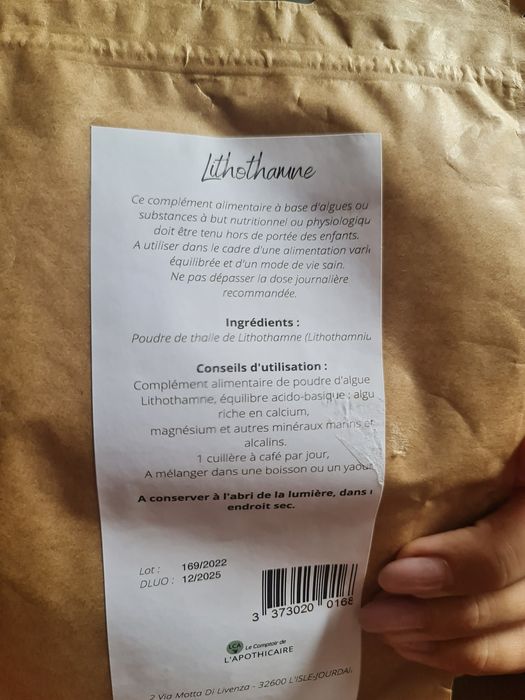 Lithothamne
Ce complément alimentaire à base d'algues ou
substances à but nutritionnel ou physiologiqu
doit être tenu hors de portée des enfants.
A utiliser dans le cadre d'une alimentation vari
équilibrée et d'un mode de vie sain.
Ne pas dépasser la dose journalière
recommandée.
Ingrédients :
Poudre de thalle de Lithothamne (Lithothamniu
Conseils d'utilisation :
Complément alimentaire de poudre d'algue
Lithothamne, équilibre acido-basique ; algu
riche en calcium,
magnésium et autres minéraux marins et
alcalins.
1 cuillère à café par jour,
A mélanger dans une boisson ou un yaour
A conserver à l'abri de la lumière, dans
endroit sec.
Lot : 169/2022
DLUO : 12/2025
3 373020 0168
LCA Le Comptoir de
L'APOTHICAIRE
2 Via Motta Di Livenza - 32600 L'ISLE-JOURDAI